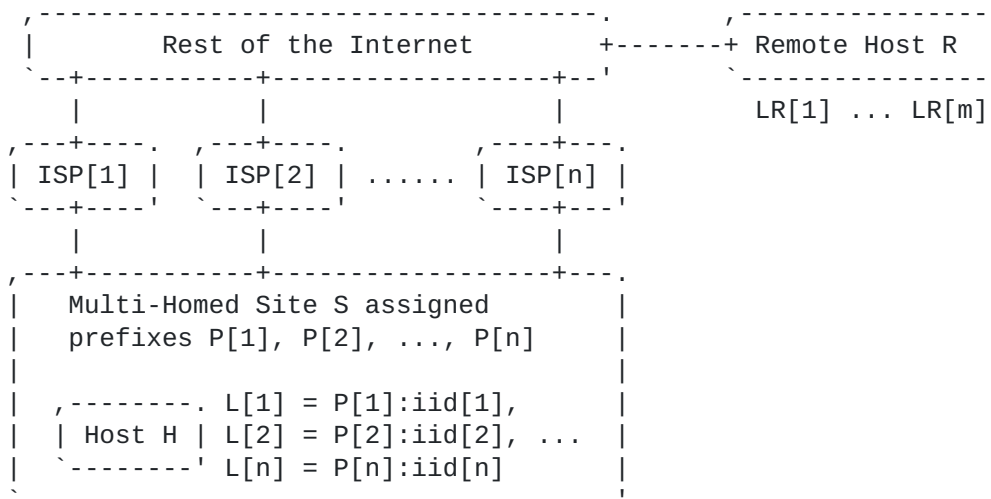 Rest of the Internet
Remote Host R
LR[1] ... LR[m]
ISP[1] ISP[2] ...... ISP[n]
Multi-Homed Site S assigned
prefixes P[1], P[2], ..., P[n]
L[1] = P[1]:iid[1],
Host H L[2] = P[2]:iid[2], ...
L[n] = P[n]:iid[n]